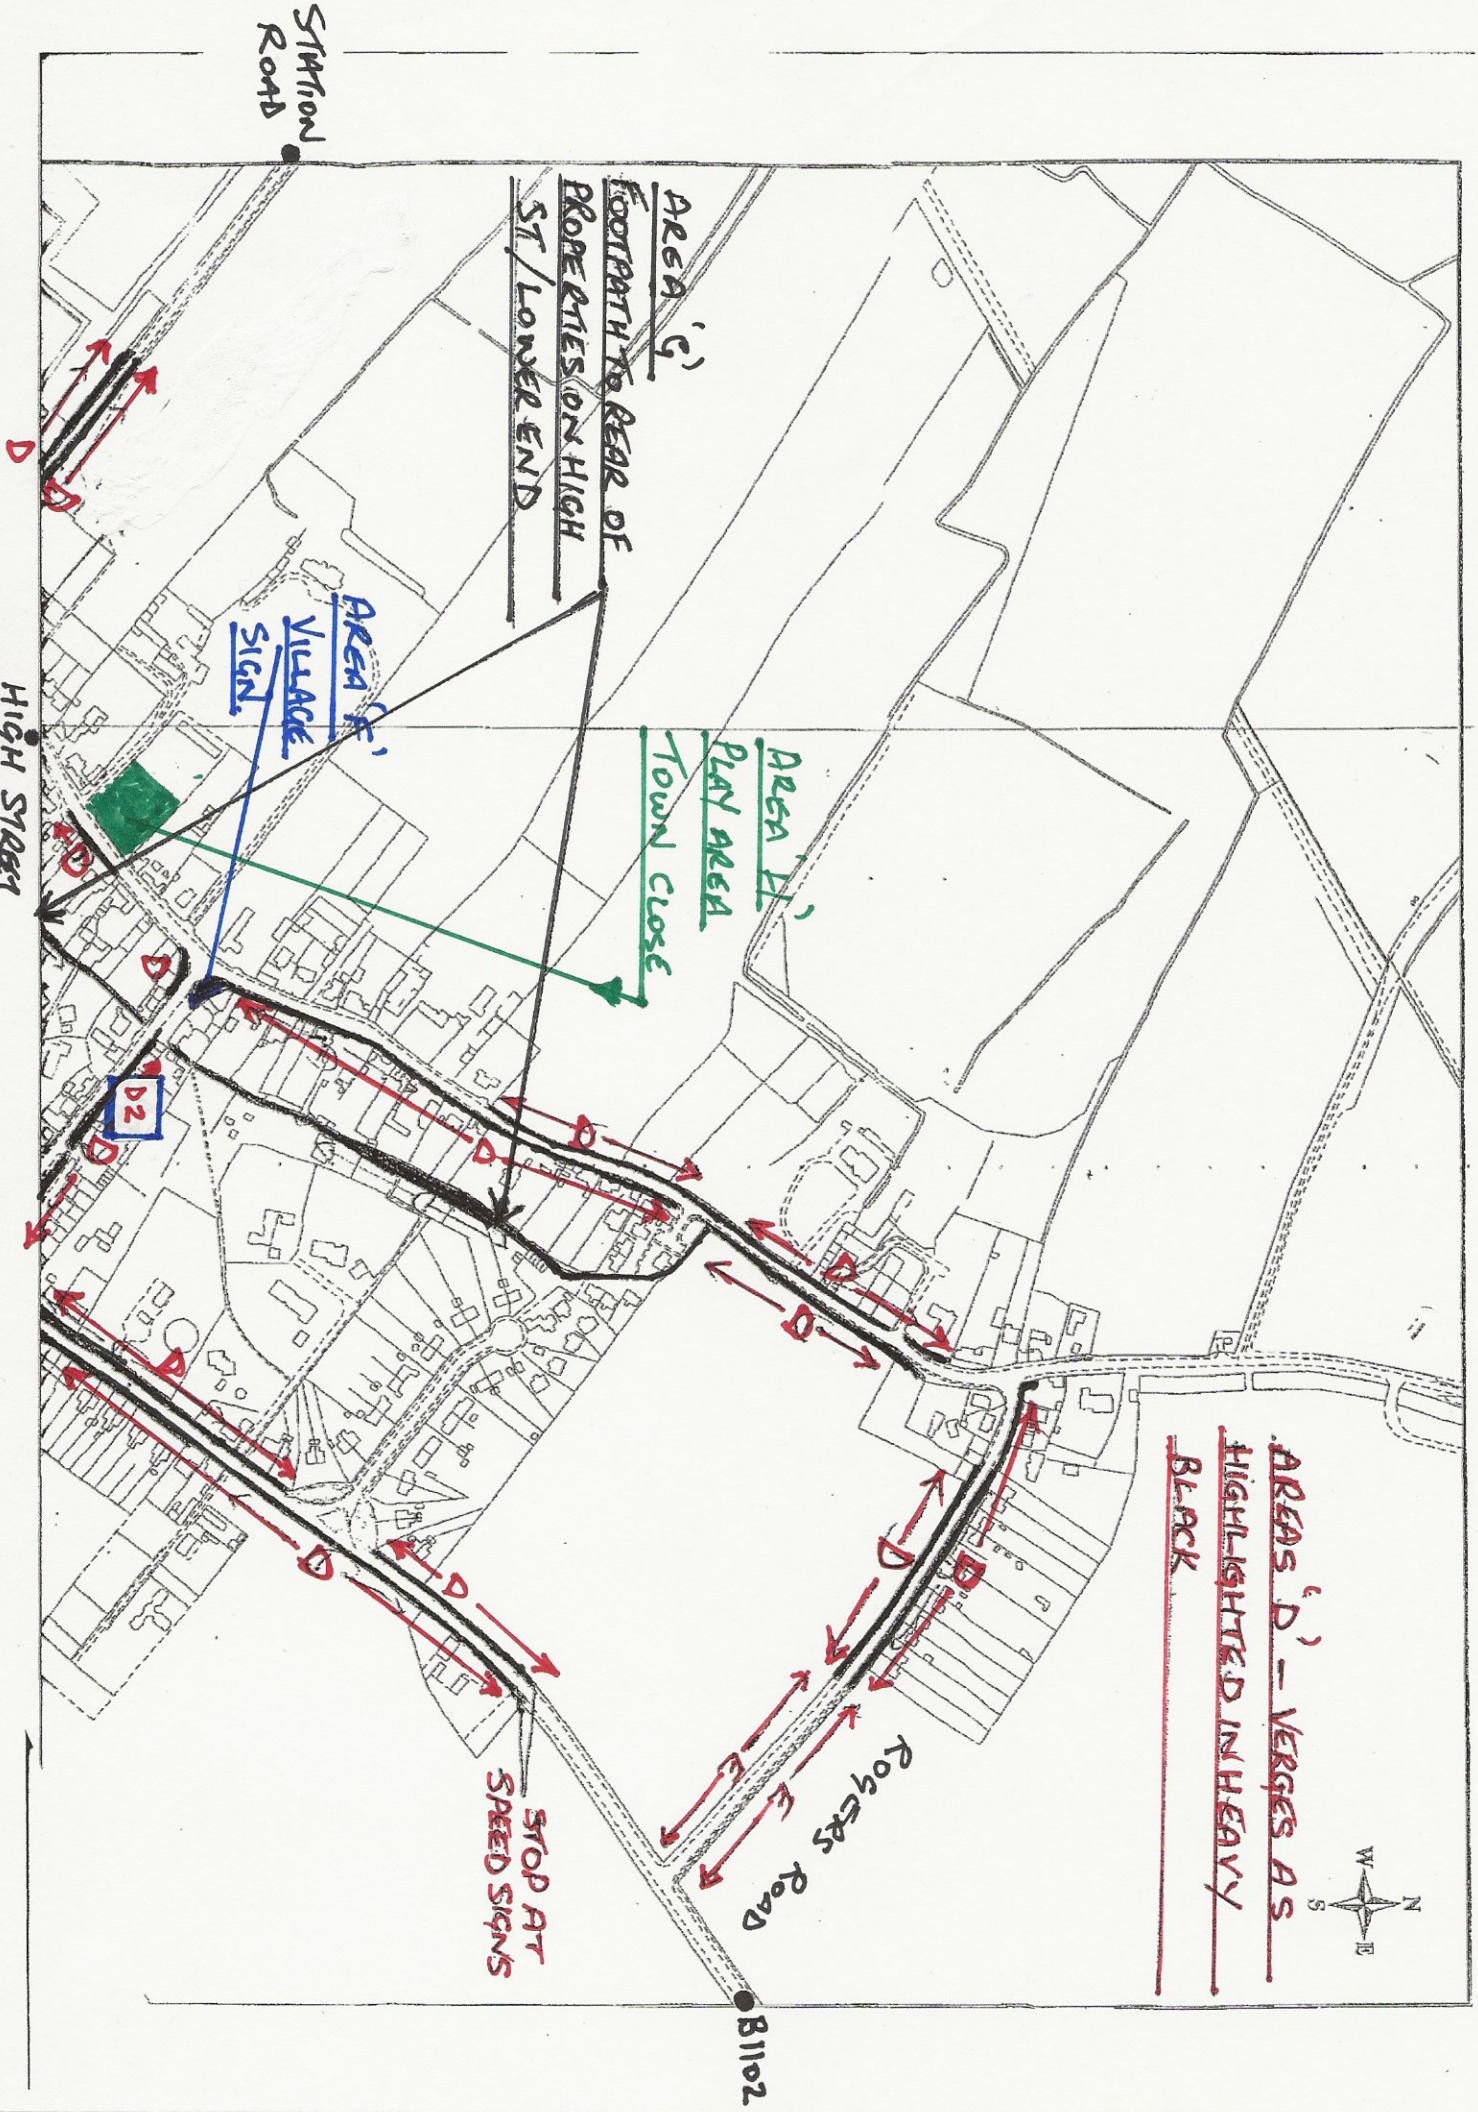 STATION
ROAD
AREA 'G'
FOOTPATH TO REAR OF
PROPERTIES ON HIGH
ST/LOWER END
AREA 'F'
VILLAGE
SIGN
AREA 'H'
PLAY AREA
TOWN CLOSE
HIGH STREET
AREAS 'D' - VERGES AS
HIGHLIGHTED IN HEAVY
BLACK
N
W
E
S
ROGERS ROAD
STOP AT
SPEED SIGNS
B1102
D
D
D
D
D2
D
D
D
D
D
D
D
D
D
D
D
E
E